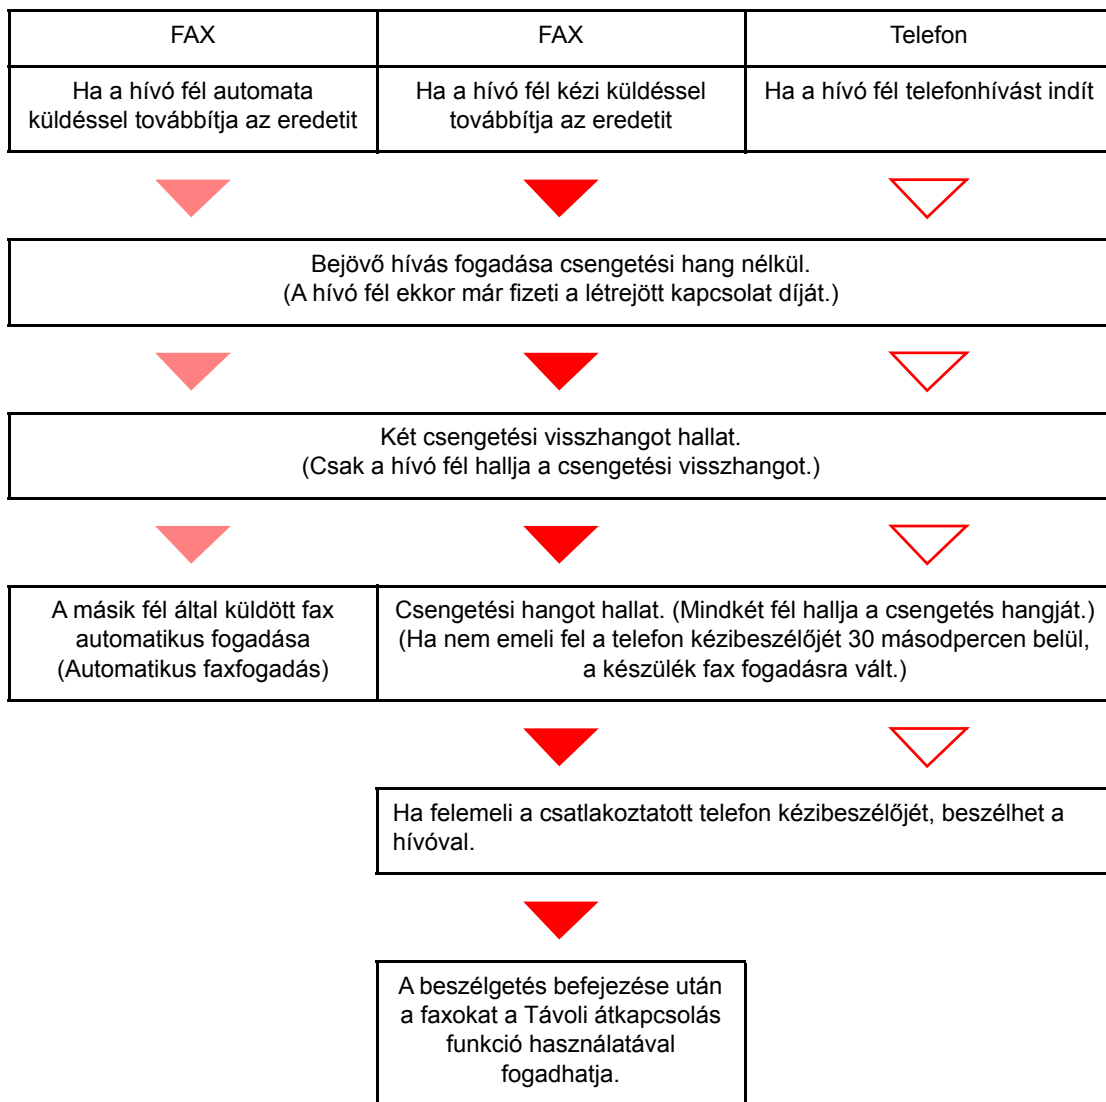 FAX
FAX
Telefon
Ha a hívó fél automata
küldéssel továbbítja az eredetit
Ha a hívó fél kézi küldéssel
továbbítja az eredetit
Ha a hívó fél telefonhívást indít
Bejövő hívás fogadása csengetési hang nélkül.
(A hívó fél ekkor már fizeti a létrejött kapcsolat díját.)
Két csengetési visszhangot hallat.
(Csak a hívó fél hallja a csengetési visszhangot.)
A másik fél által küldött fax
automatikus fogadása
(Automatikus faxfogadás)
Csengetési hangot hallat. (Mindkét fél hallja a csengetés hangját.)
(Ha nem emeli fel a telefon kézibeszélőjét 30 másodpercen belül,
a készülék fax fogadásra vált.)
Ha felemeli a csatlakoztatott telefon kézibeszélőjét, beszélhet a
hívóval.
A beszélgetés befejezése után
a faxokat a Távoli átkapcsolás
funkció használatával
fogadhatja.